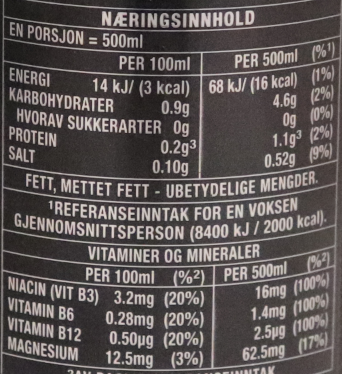 NÆRINGSINNHOLD
EN PORSJON = 500ml
PER 100ml PER 500ml (%¹)
ENERGI 14 kJ/ (3 kcal) 68 kJ/ (16 kcal) (1%)
KARBOHYDRATER 0.9g 4.6g (2%)
HVORAV SUKKERARTER 0g 0g (0%)
PROTEIN 0.2g³ 1.1g³ (2%)
SALT 0.10g 0.52g (9%)
FETT, METTET FETT - UBETYDELIGE MENGDER.
¹REFERANSEINNTAK FOR EN VOKSEN
GJENNOMSNITTSPERSON (8400 kJ / 2000 kcal).
VITAMINER OG MINERALER
PER 100ml (%²) PER 500ml (%²)
NIACIN (VIT B3) 3.2mg (20%) 16mg (100%)
VITAMIN B6 0.28mg (20%) 1.4mg (100%)
VITAMIN B12 0.50µg (20%) 2.5µg (100%)
MAGNESIUM 12.5mg (3%) 62.5mg (17%)